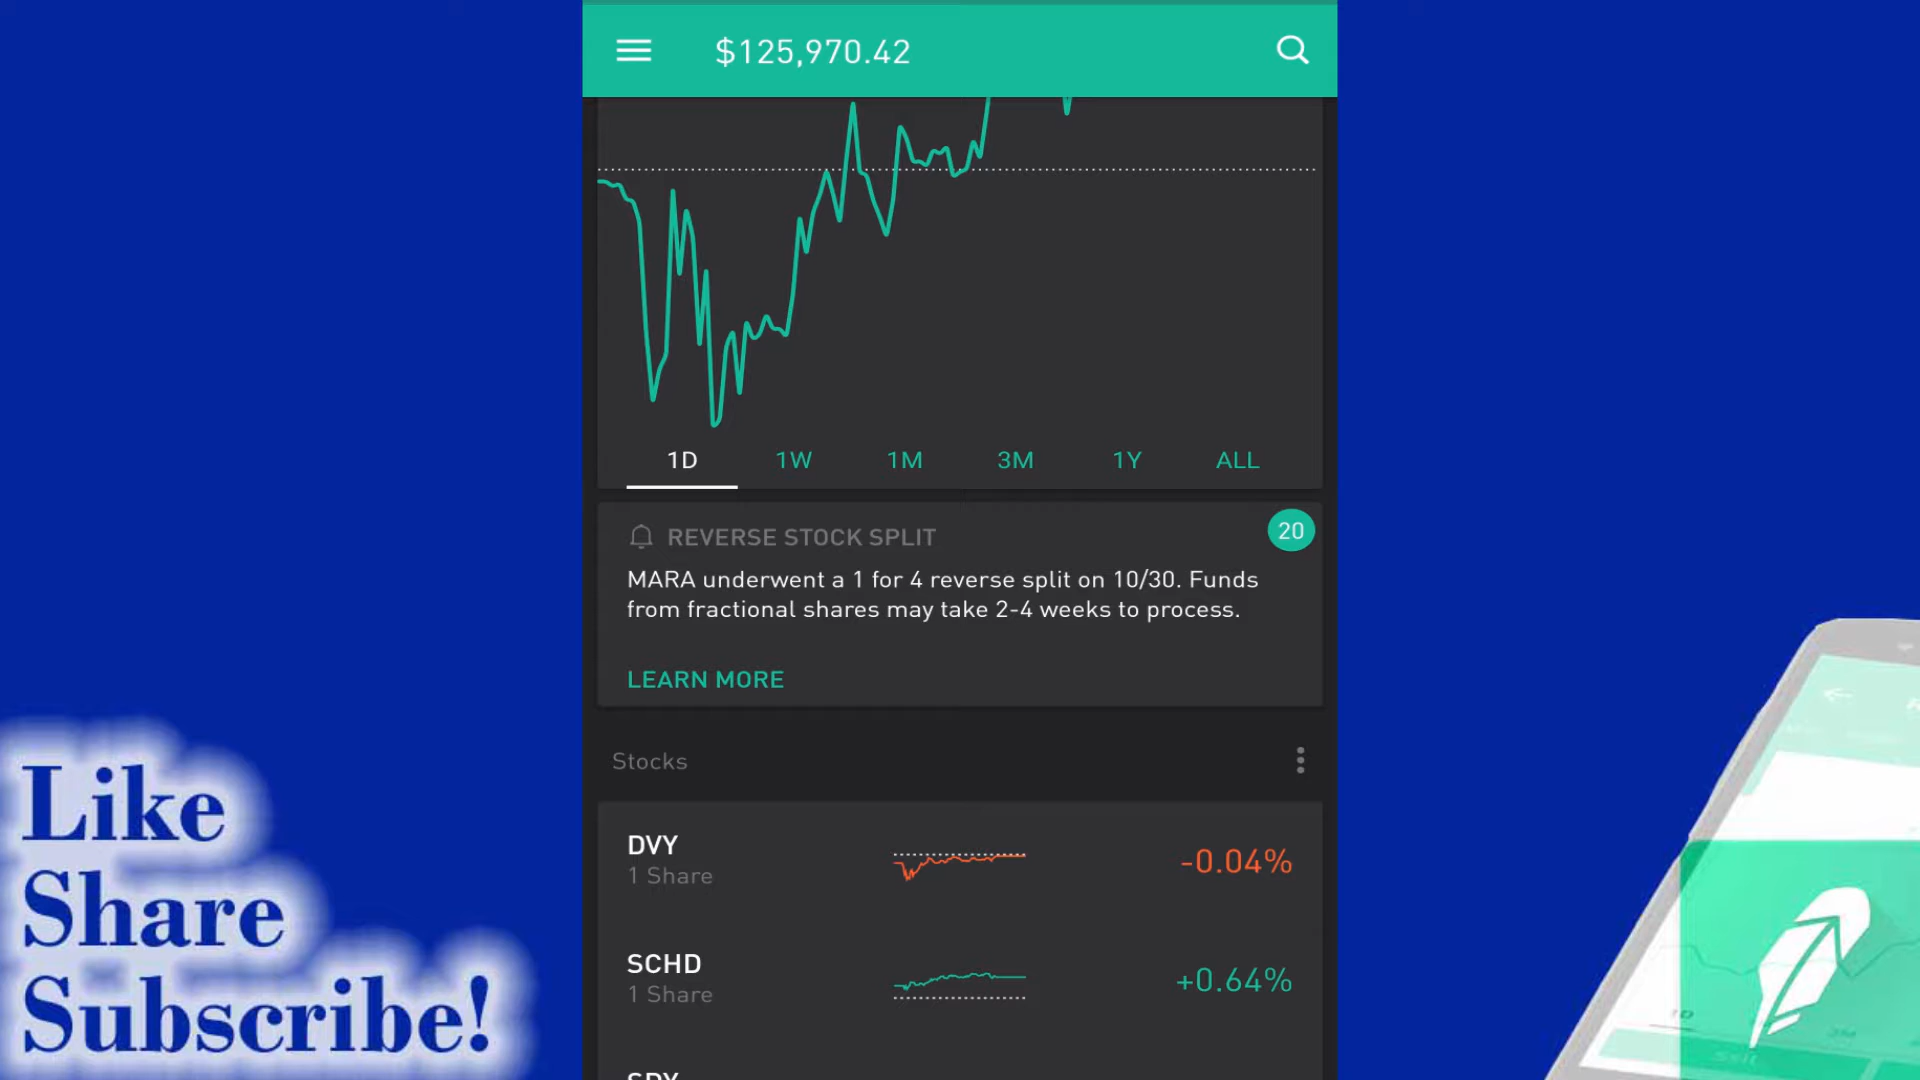 $125,970.42
1D 1W 1M 3M 1Y ALL
REVERSE STOCK SPLIT
20
MARA underwent a 1 for 4 reverse split on 10/30. Funds
from fractional shares may take 2-4 weeks to process.
LEARN MORE
Stocks
DVY
1 Share
-0.04%
SCHD
1 Share
+0.64%
SPY
Like
Share
Subscribe!